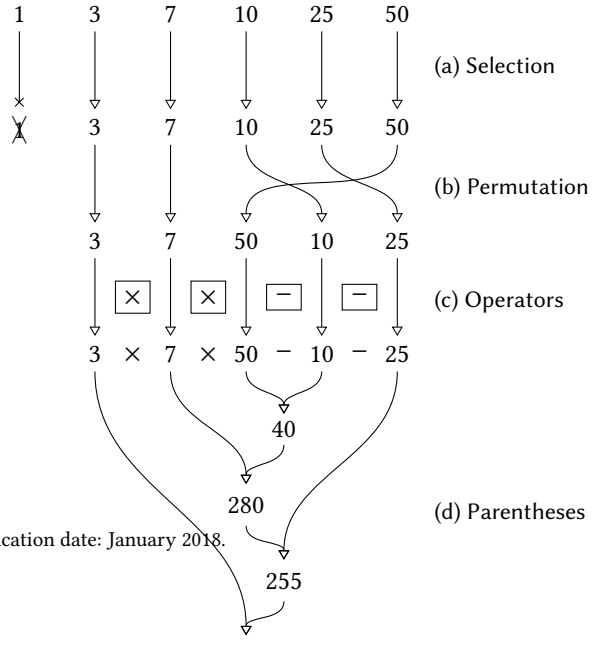 1 3 7 10 25 50
(a) Selection
1 3 7 10 25 50
(b) Permutation
3 7 50 10 25
× × − −
(c) Operators
3 × 7 × 50 − 10 − 25
40
280
(d) Parentheses
cation date: January 2018.
255